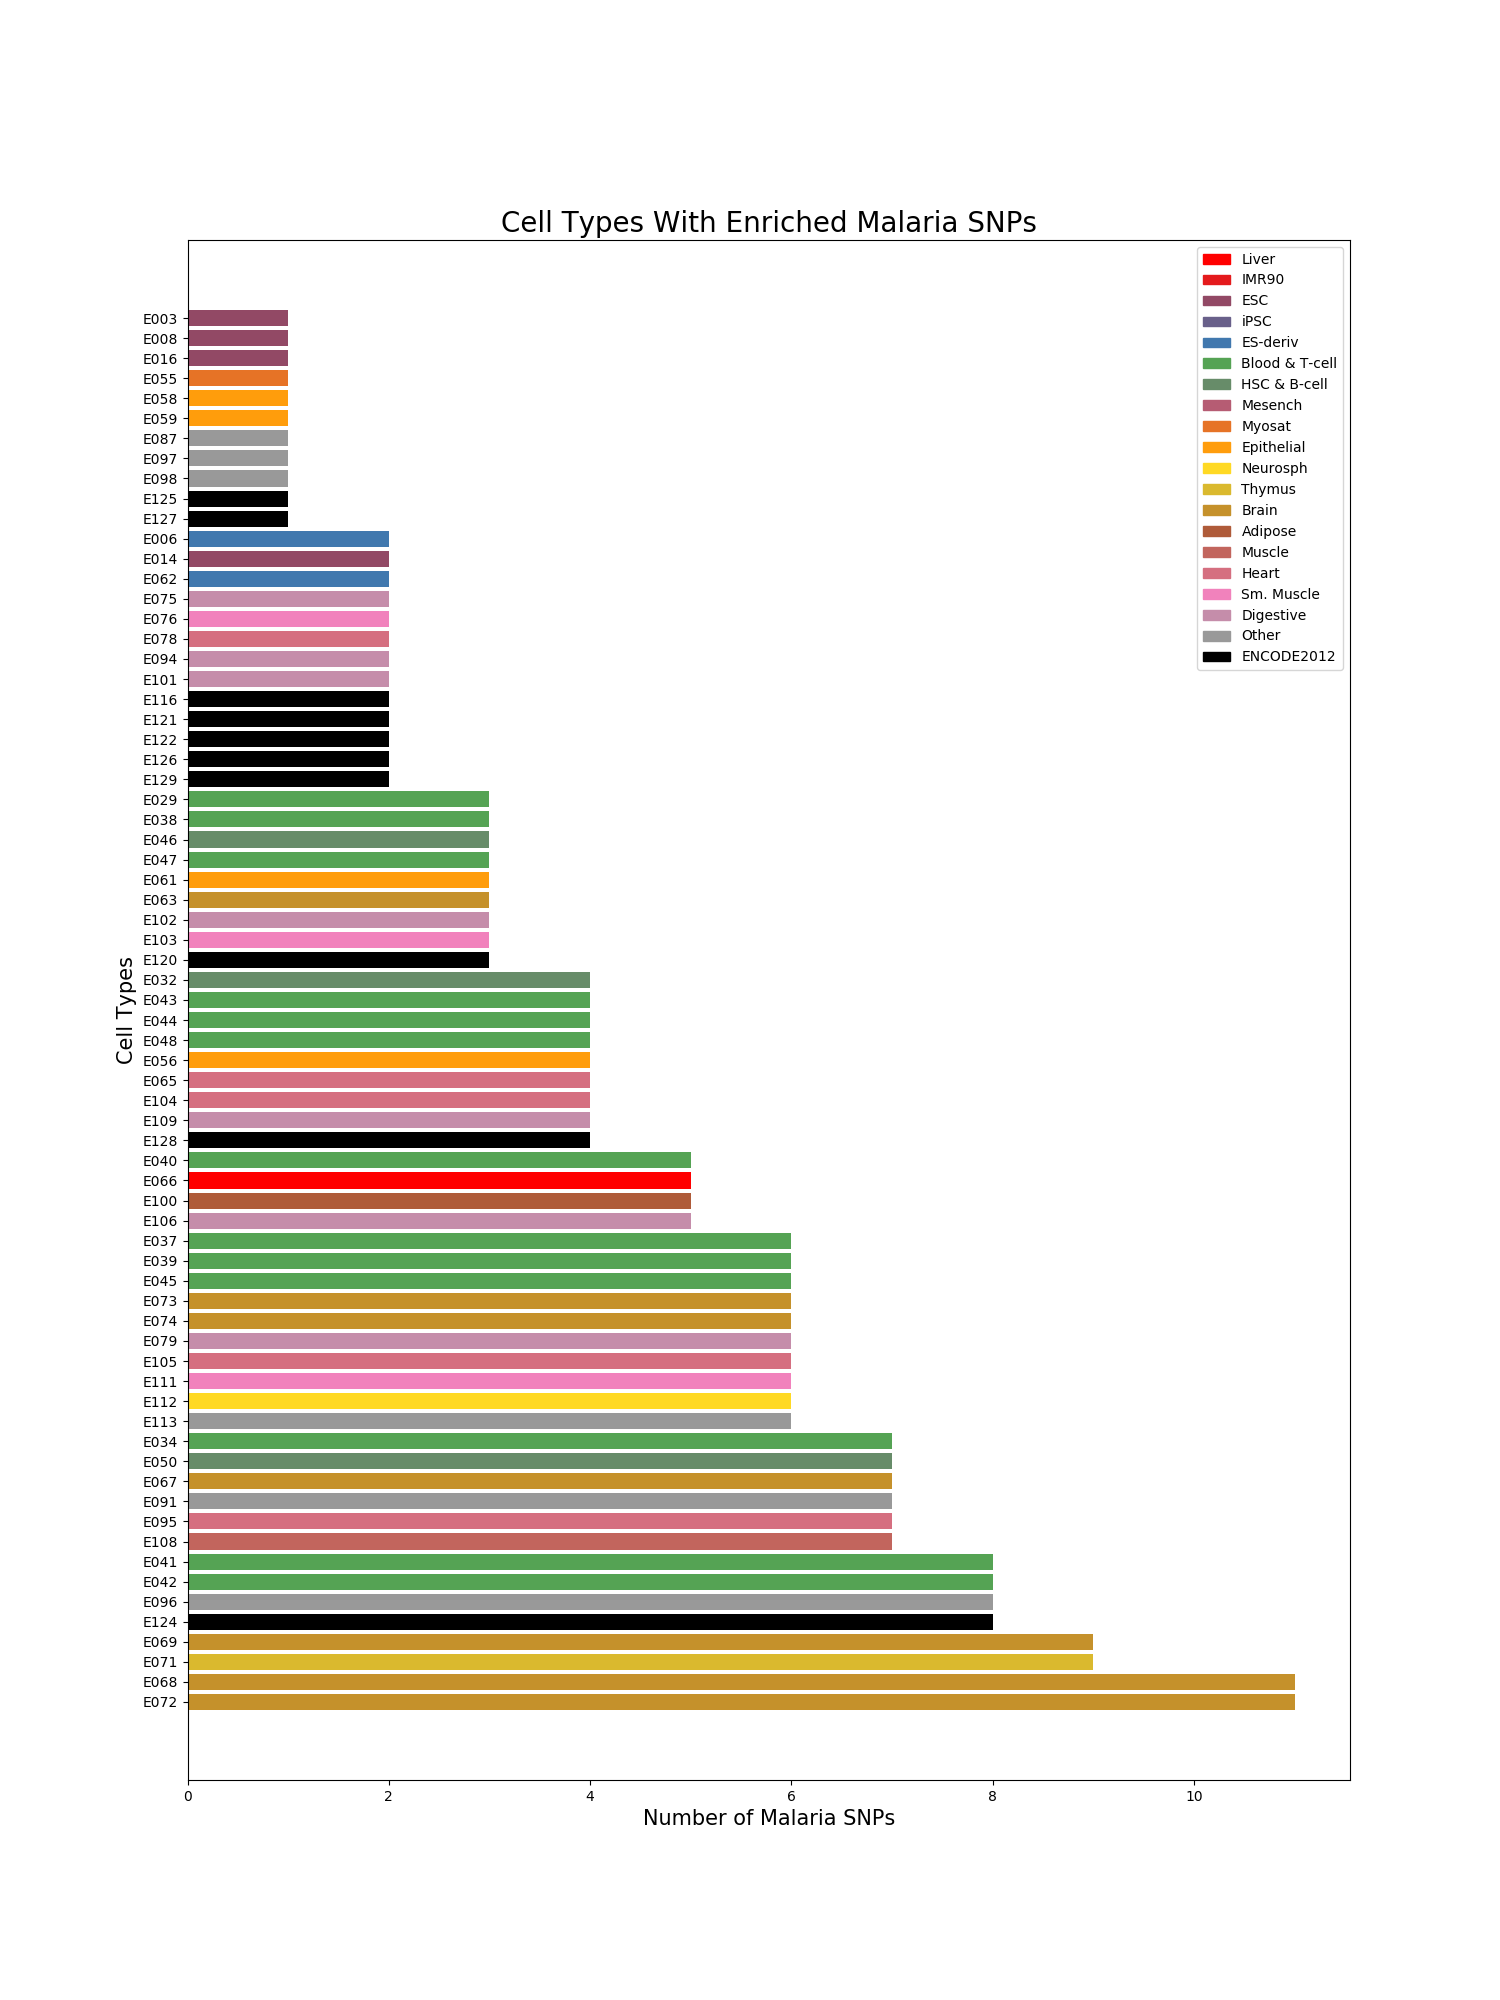 Cell Types With Enriched Malaria SNPs
Liver
IMR90
ESC
iPSC
ES-deriv
Blood & T-cell
HSC & B-cell
Mesench
Myosat
Epithelial
Neurosph
Thymus
Brain
Adipose
Muscle
Heart
Sm. Muscle
Digestive
Other
ENCODE2012
E003
E008
E016
E055
E058
E059
E087
E097
E098
E125
E127
E006
E014
E062
E075
E076
E078
E094
E101
E116
E121
E122
E126
E129
E029
E038
E046
E047
E061
E063
E102
E103
E120
E032
E043
E044
E048
E056
E065
E104
E109
E128
E040
E066
E100
E106
E037
E039
E045
E073
E074
E079
E105
E111
E112
E113
E034
E050
E067
E091
E095
E108
E041
E042
E096
E124
E069
E071
E068
E072
Cell Types
0 2 4 6 8 10
Number of Malaria SNPs